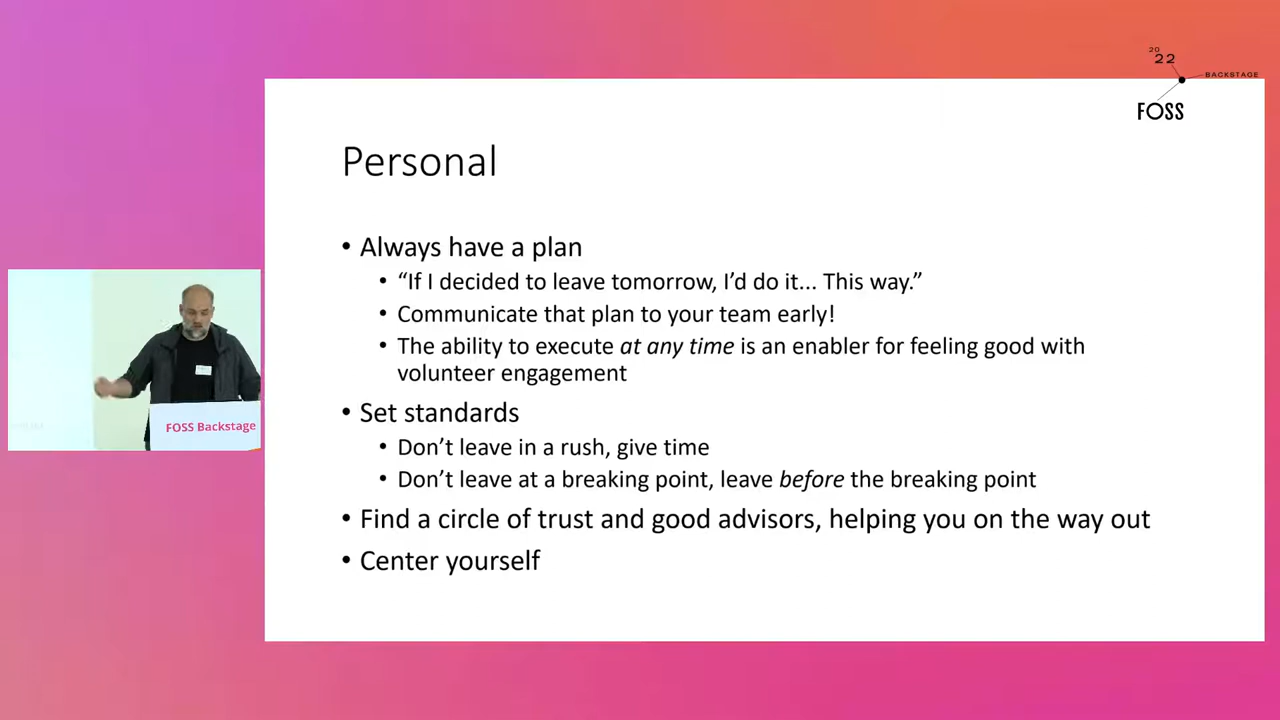 20
22
BACKSTAGE
FOSS
Personal
• Always have a plan
• “If I decided to leave tomorrow, I’d do it... This way.”
• Communicate that plan to your team early!
• The ability to execute at any time is an enabler for feeling good with
volunteer engagement
• Set standards
• Don’t leave in a rush, give time
• Don’t leave at a breaking point, leave before the breaking point
• Find a circle of trust and good advisors, helping you on the way out
• Center yourself
FOSS Backstage